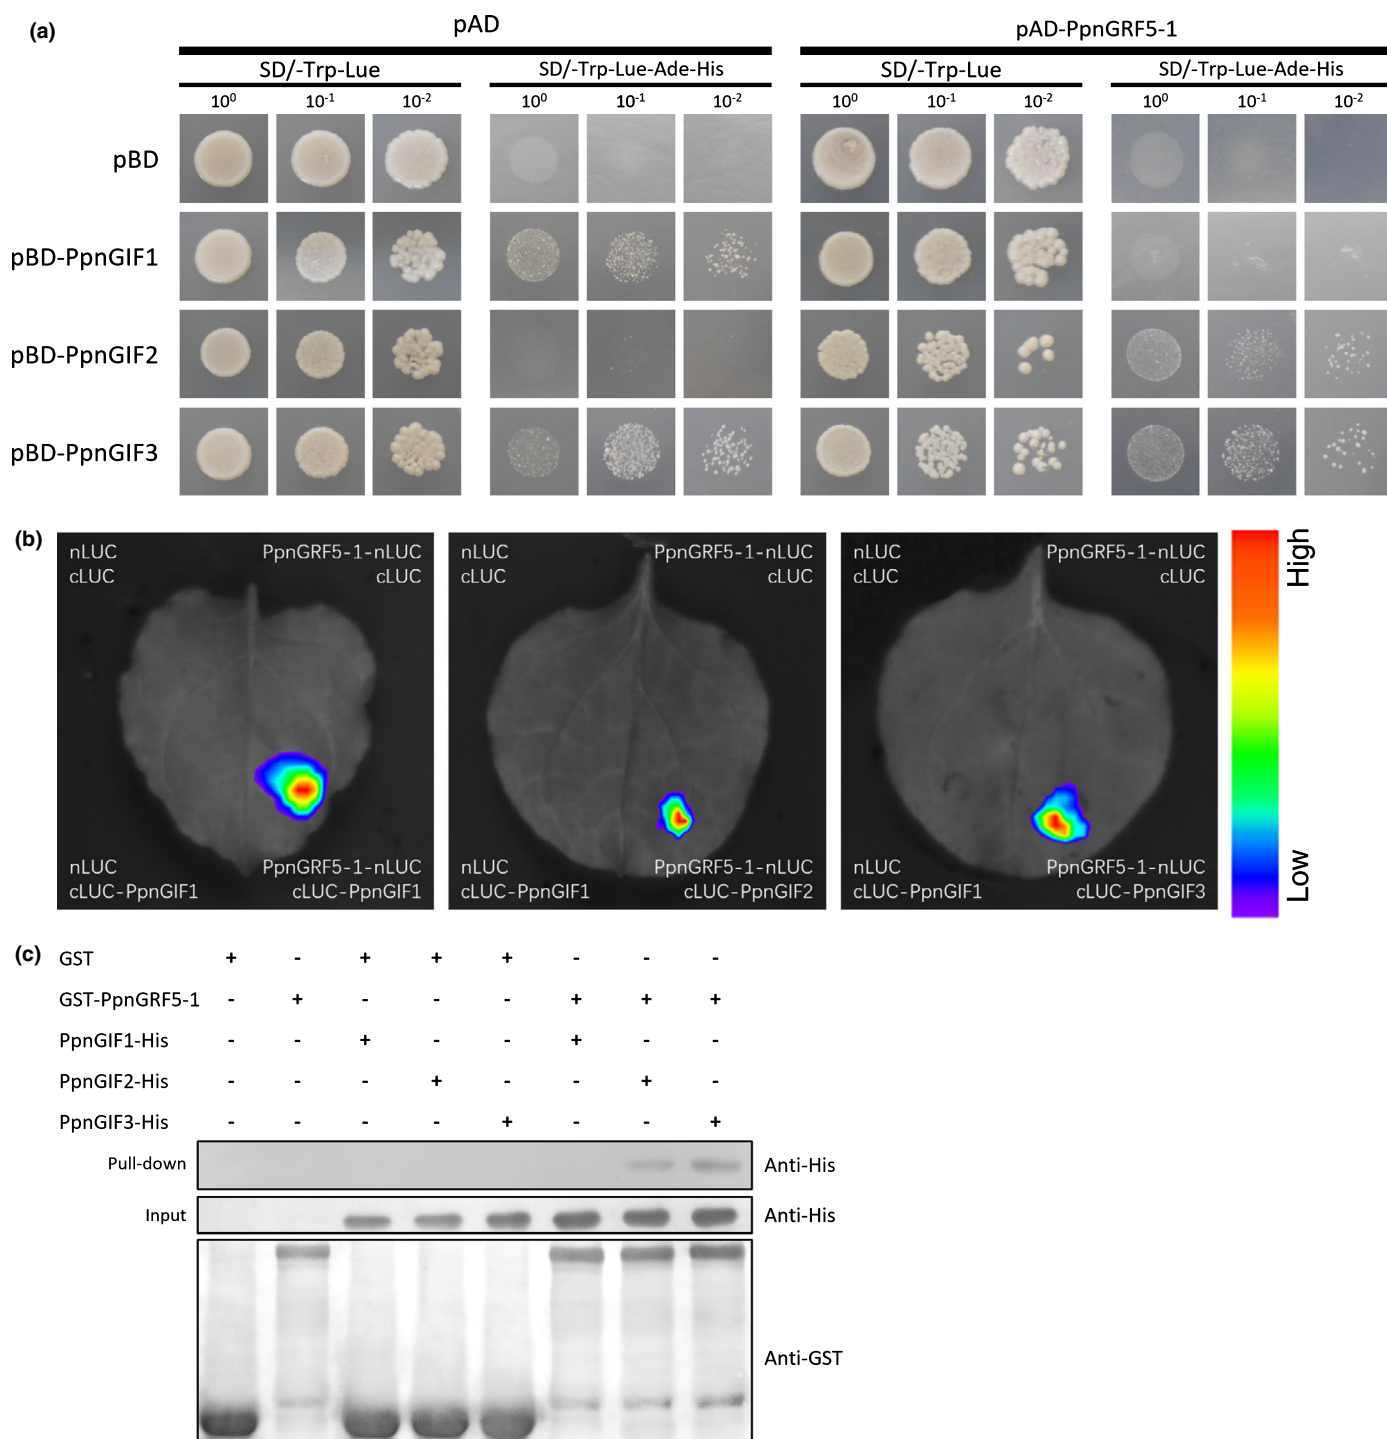 (a)
pAD
pAD-PpnGRF5-1
SD/-Trp-Lue
SD/-Trp-Lue-Ade-His
SD/-Trp-Lue
SD/-Trp-Lue-Ade-His
10⁰ 10⁻¹ 10⁻² 10⁰ 10⁻¹ 10⁻² 10⁰ 10⁻¹ 10⁻² 10⁰ 10⁻¹ 10⁻²
pBD
pBD-PpnGIF1
pBD-PpnGIF2
pBD-PpnGIF3
(b)
nLUC
cLUC
PpnGRF5-1-nLUC
cLUC
nLUC
cLUC-PpnGIF1
PpnGRF5-1-nLUC
cLUC-PpnGIF1
nLUC
cLUC
PpnGRF5-1-nLUC
cLUC
nLUC
cLUC-PpnGIF1
PpnGRF5-1-nLUC
cLUC-PpnGIF2
nLUC
cLUC
PpnGRF5-1-nLUC
cLUC
nLUC
cLUC-PpnGIF1
PpnGRF5-1-nLUC
cLUC-PpnGIF3
High
Low
(c)
GST + - + + + - - -
GST-PpnGRF5-1 - + - - - + + +
PpnGIF1-His - - + - - + - -
PpnGIF2-His - - - + - - + -
PpnGIF3-His - - - - + - - +
Pull-down Anti-His
Input Anti-His
Anti-GST